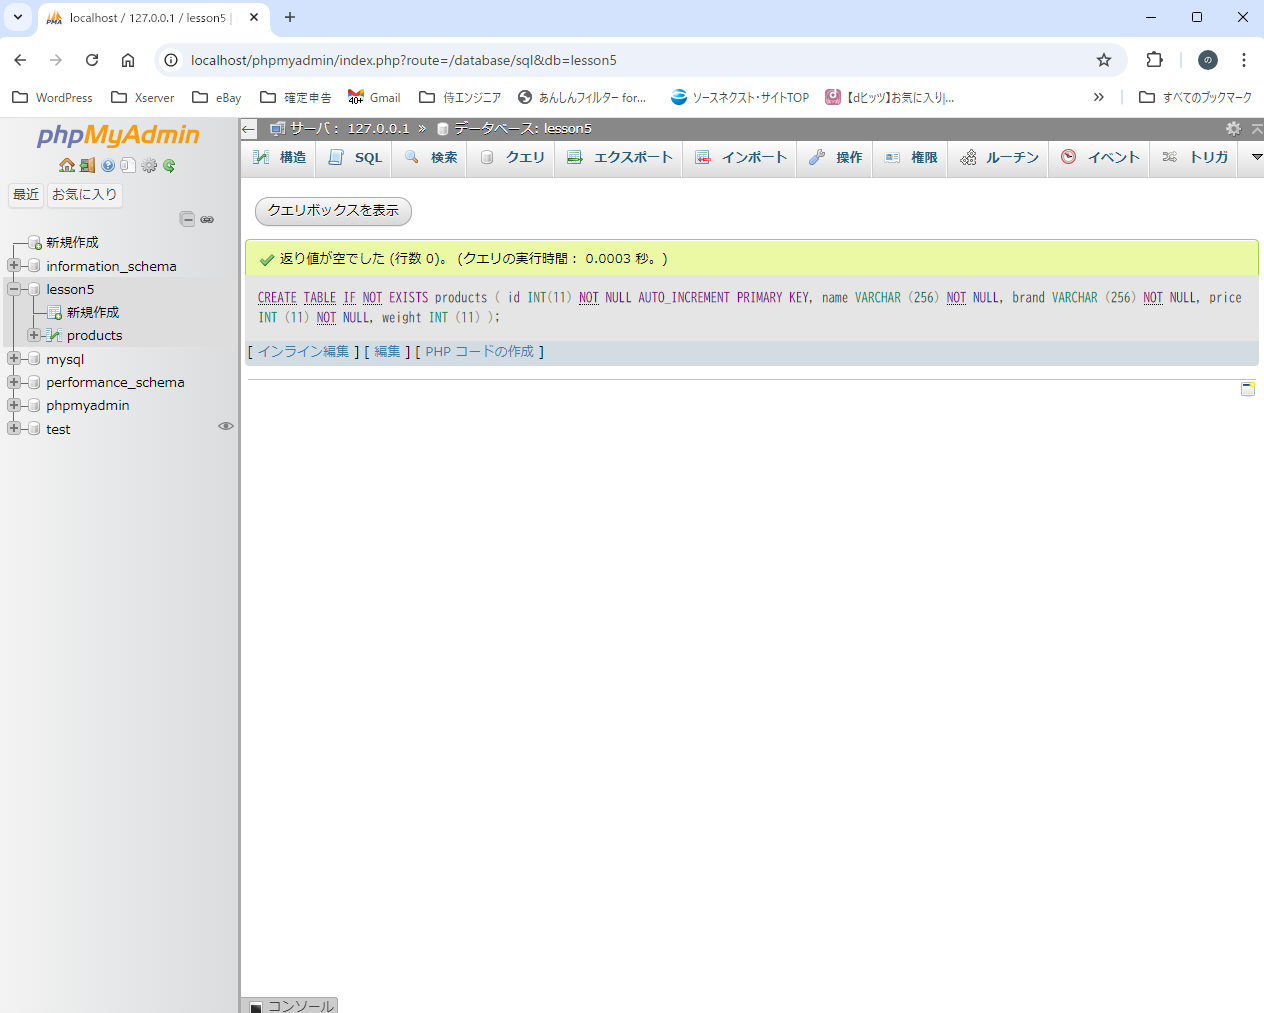 localhost / 127.0.0.1 / lesson5 |
localhost/phpmyadmin/index.php?route=/database/sql&db=lesson5
の
WordPress Xserver eBay 確定申告 40+ Gmail 侍エンジニア あんしんフィルター for... ソースネクスト・サイトTOP 【dヒッツ】お気に入り|... » すべてのブックマーク
phpMyAdmin
最近 お気に入り
新規作成
information_schema
lesson5
新規作成
products
mysql
performance_schema
phpmyadmin
test
サーバ: 127.0.0.1 » データベース: lesson5
構造 SQL 検索 クエリ エクスポート インポート 操作 権限 ルーチン イベント トリガ
クエリボックスを表示
返り値が空でした (行数 0)。 (クエリの実行時間: 0.0003 秒。)
CREATE TABLE IF NOT EXISTS products ( id INT(11) NOT NULL AUTO_INCREMENT PRIMARY KEY, name VARCHAR (256) NOT NULL, brand VARCHAR (256) NOT NULL, price
INT (11) NOT NULL, weight INT (11) );
[ インライン編集 ] [ 編集 ] [ PHP コードの作成 ]
コンソール